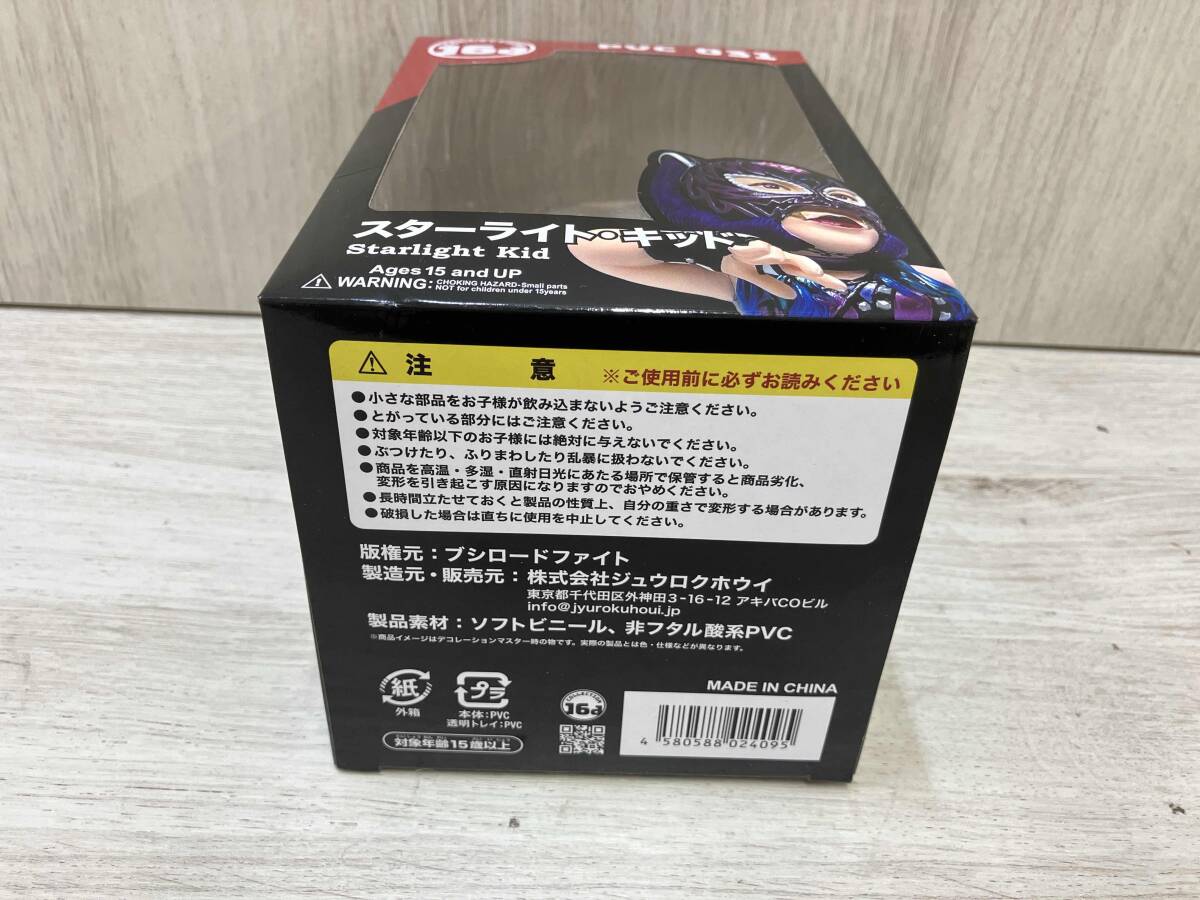 16d PVC 051
スターライト・キッド
Starlight Kid
Ages 15 and UP
WARNING: CHOKING HAZARD-Small parts
NOT for children under 15years
注 意 ※ご使用前に必ずお読みください
●小さな部品をお子様が飲み込まないようご注意ください。
●とがっている部分にはご注意ください。
●対象年齢以下のお子様には絶対に与えないでください。
●ぶつけたり、ふりまわしたり乱暴に扱わないでください。
●商品を高温・多湿・直射日光にあたる場所で保管すると商品劣化、
変形を引き起こす原因になりますのでおやめください。
●長時間立たせておくと製品の性質上、自分の重さで変形する場合があります。
●破損した場合は直ちに使用を中止してください。
版権元：ブシロードファイト
製造元・販売元：株式会社ジュウロクホウイ
東京都千代田区外神田3-16-12 アキバCOビル
info@jyurokuhoui.jp
製品素材：ソフトビニール、非フタル酸系PVC
※商品イメージはデコレーションマスター時の物です。実際の製品とは色・仕様などが異なります。
MADE IN CHINA
紙
外箱
プラ
本体:PVC
透明トレイ:PVC
COLLECTION
16d
対象年齢15歳以上
4 580588 024095